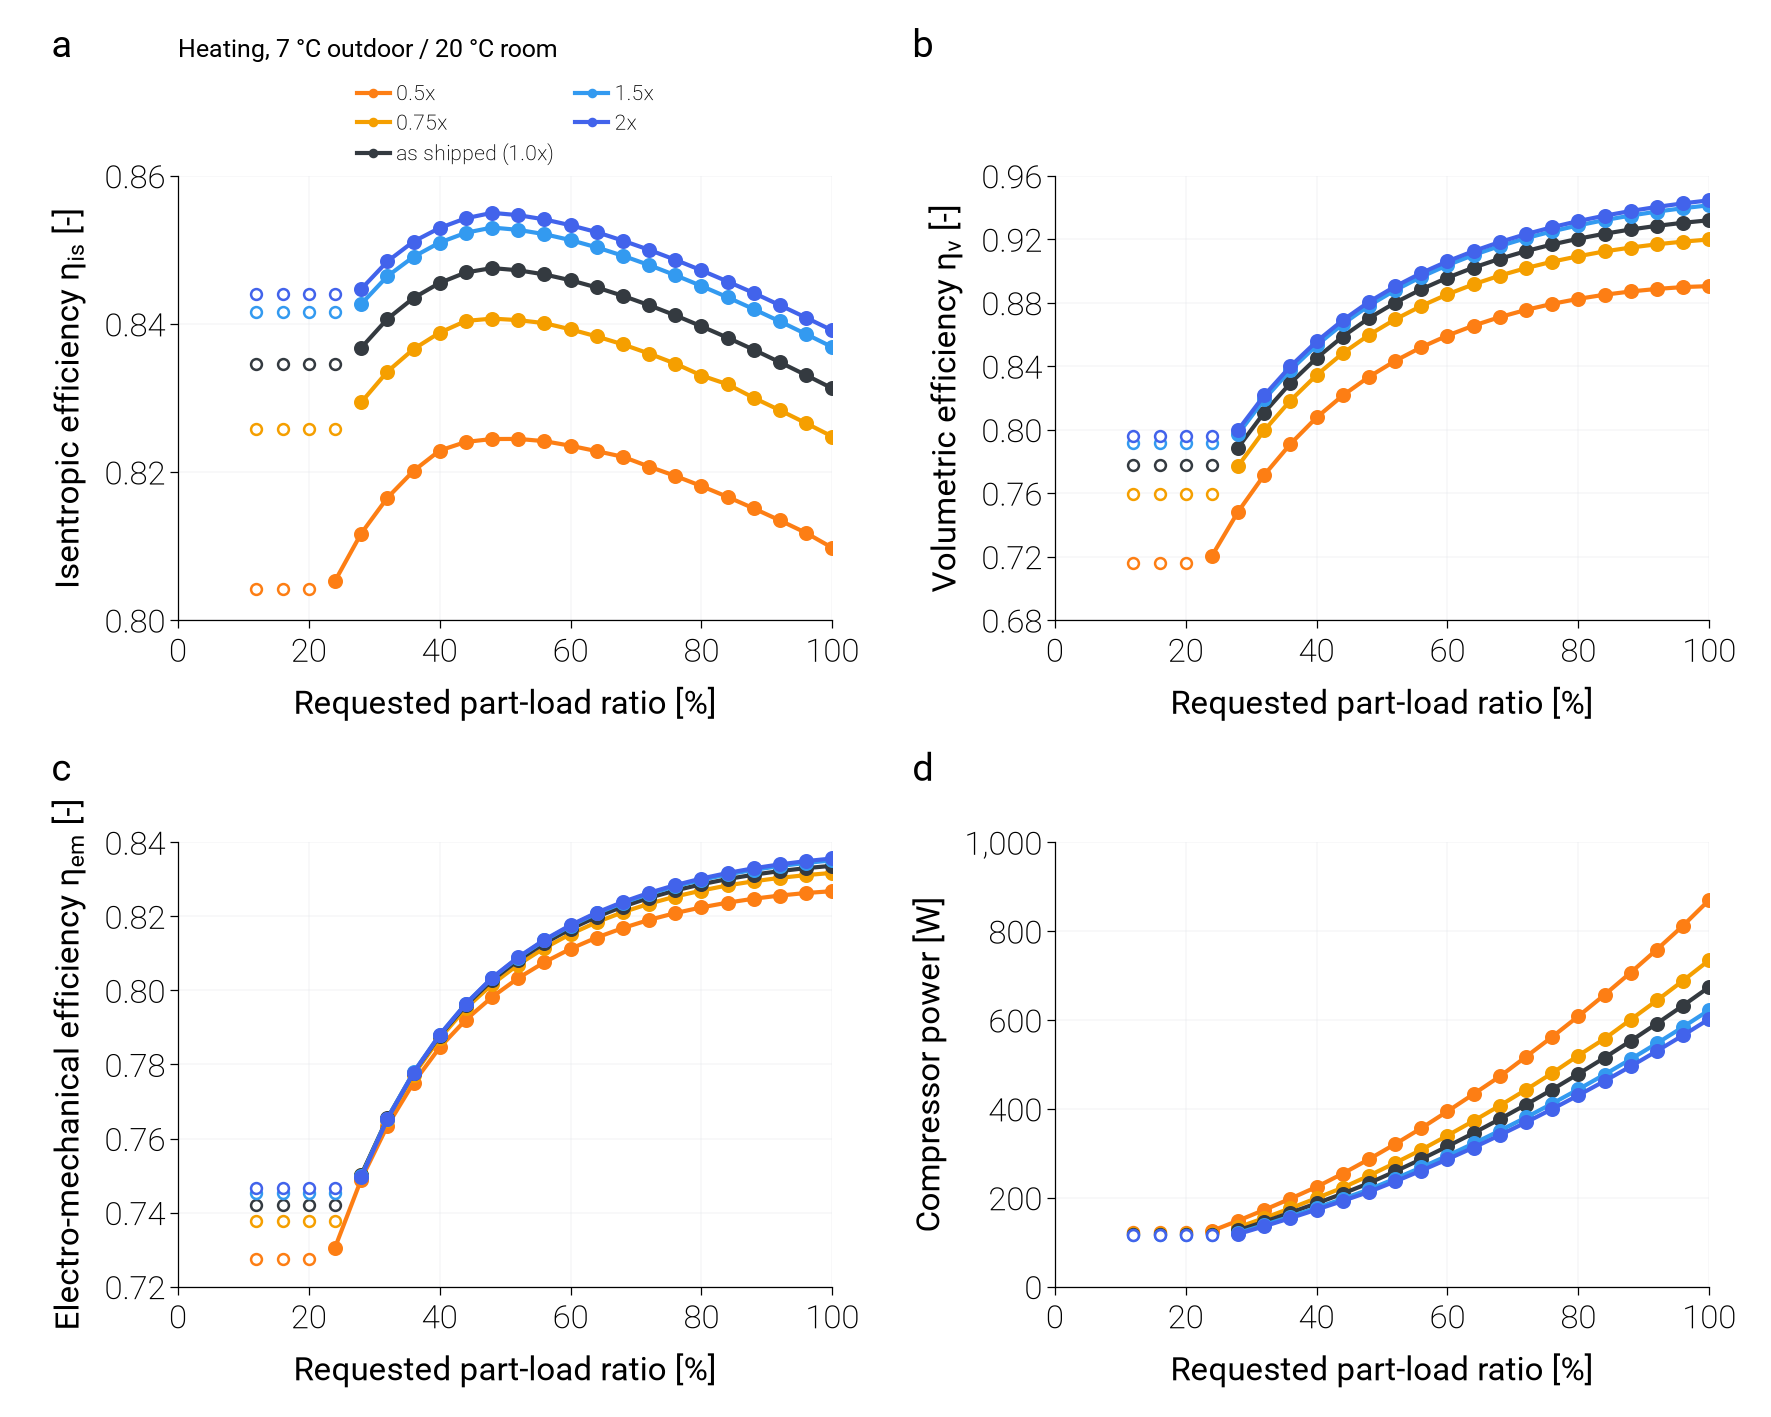 a
Heating, 7 °C outdoor / 20 °C room
0.5x
0.75x
as shipped (1.0x)
1.5x
2x
Isentropic efficiency ηis [-]
0.86
0.84
0.82
0.80
0 20 40 60 80 100
Requested part-load ratio [%]
b
Volumetric efficiency ηv [-]
0.96
0.92
0.88
0.84
0.80
0.76
0.72
0.68
0 20 40 60 80 100
Requested part-load ratio [%]
c
Electro-mechanical efficiency ηem [-]
0.84
0.82
0.80
0.78
0.76
0.74
0.72
0 20 40 60 80 100
Requested part-load ratio [%]
d
Compressor power [W]
1,000
800
600
400
200
0
0 20 40 60 80 100
Requested part-load ratio [%]